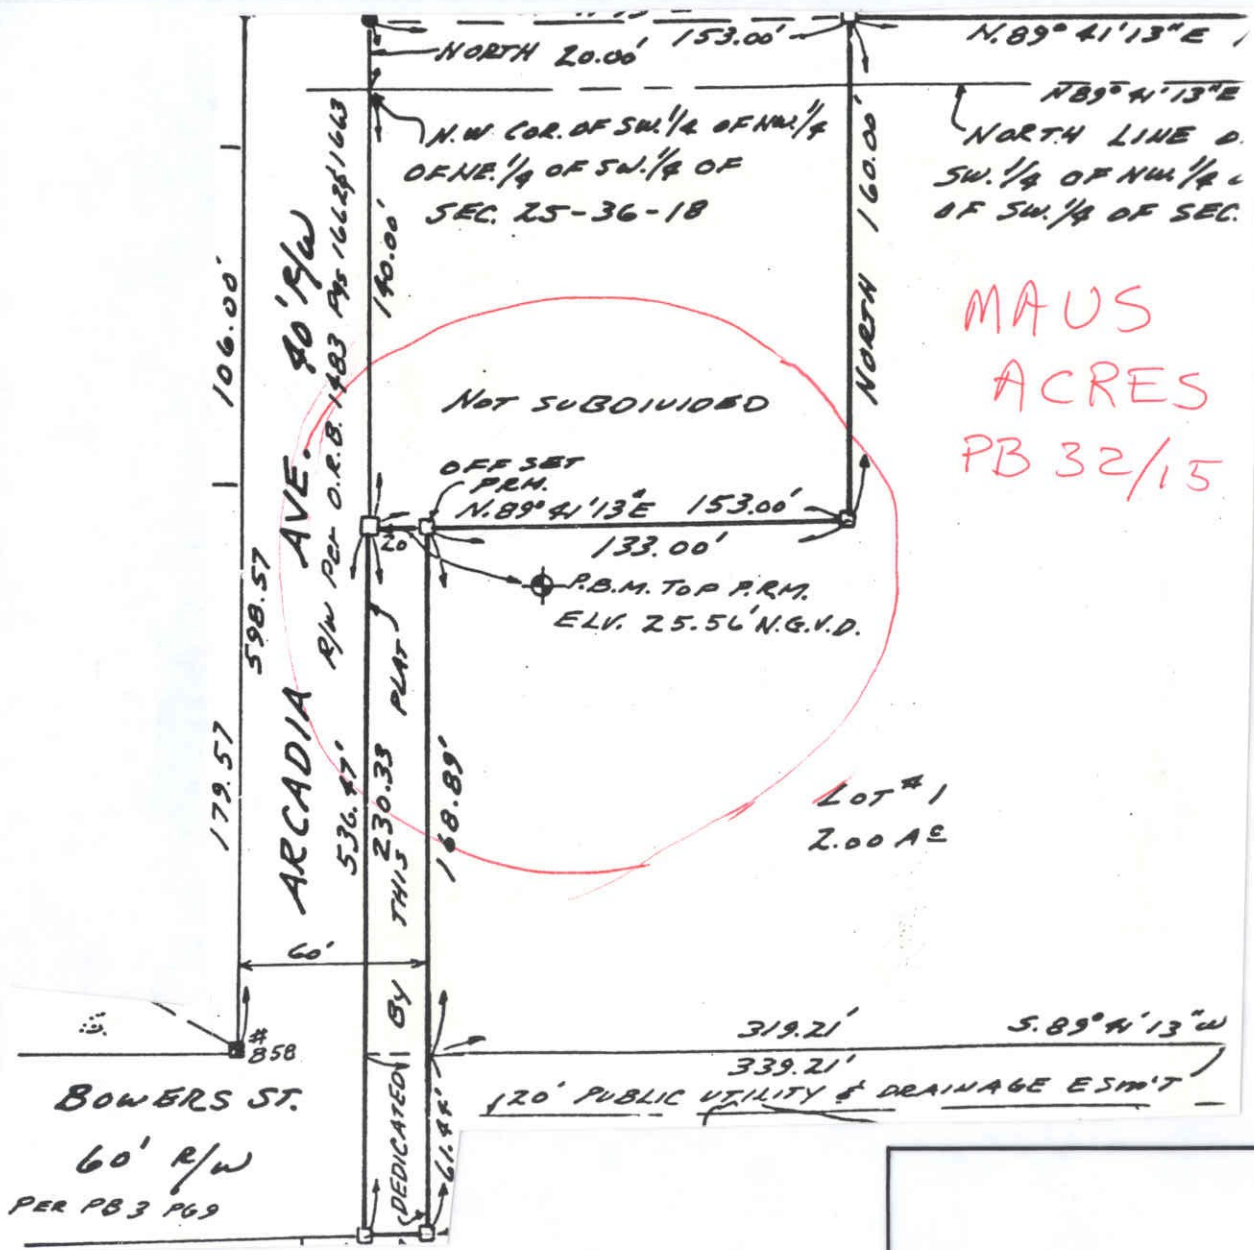 153.00'
N.89° 41'13"E
NORTH 20.00'
N89° 41'13"E
N.W. COR. OF SW.1/4 OF NW.1/4
OF NE.1/4 OF SW.1/4 OF
SEC. 25-36-18
NORTH LINE O
SW.1/4 OF NW.1/4
OF SW.1/4 OF SEC.
NORTH 160.00'
140.00'
106.00'
598.57
179.57
ARCADIA AVE. 40' R/W
R/W Per O.R.B. 1483 Pgs 1662 & 1663
MAUS
ACRES
PB 32/15
NOT SUBDIVIDED
OFF SET
P.R.M.
N.89° 41'13"E 153.00'
20
133.00'
P.B.M. TOP P.R.M.
ELV. 25.56' N.G.V.D.
536.47'
230.33
168.89'
DEDICATED By THIS PLAT
LOT # 1
2.00 Ac
60'
#
858
319.21'
S.89° 41'13"W
339.21'
20' PUBLIC UTILITY & DRAINAGE ESM'T
61.44'
BOWERS ST.
60' R/W
PER PB 3 PG 9